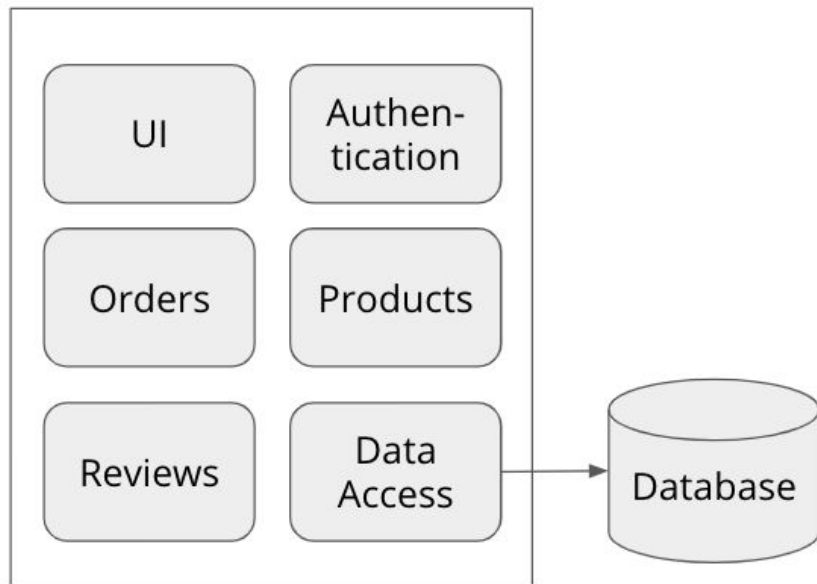 UI
Authen-
tication
Orders
Products
Reviews
Data
Access
Database